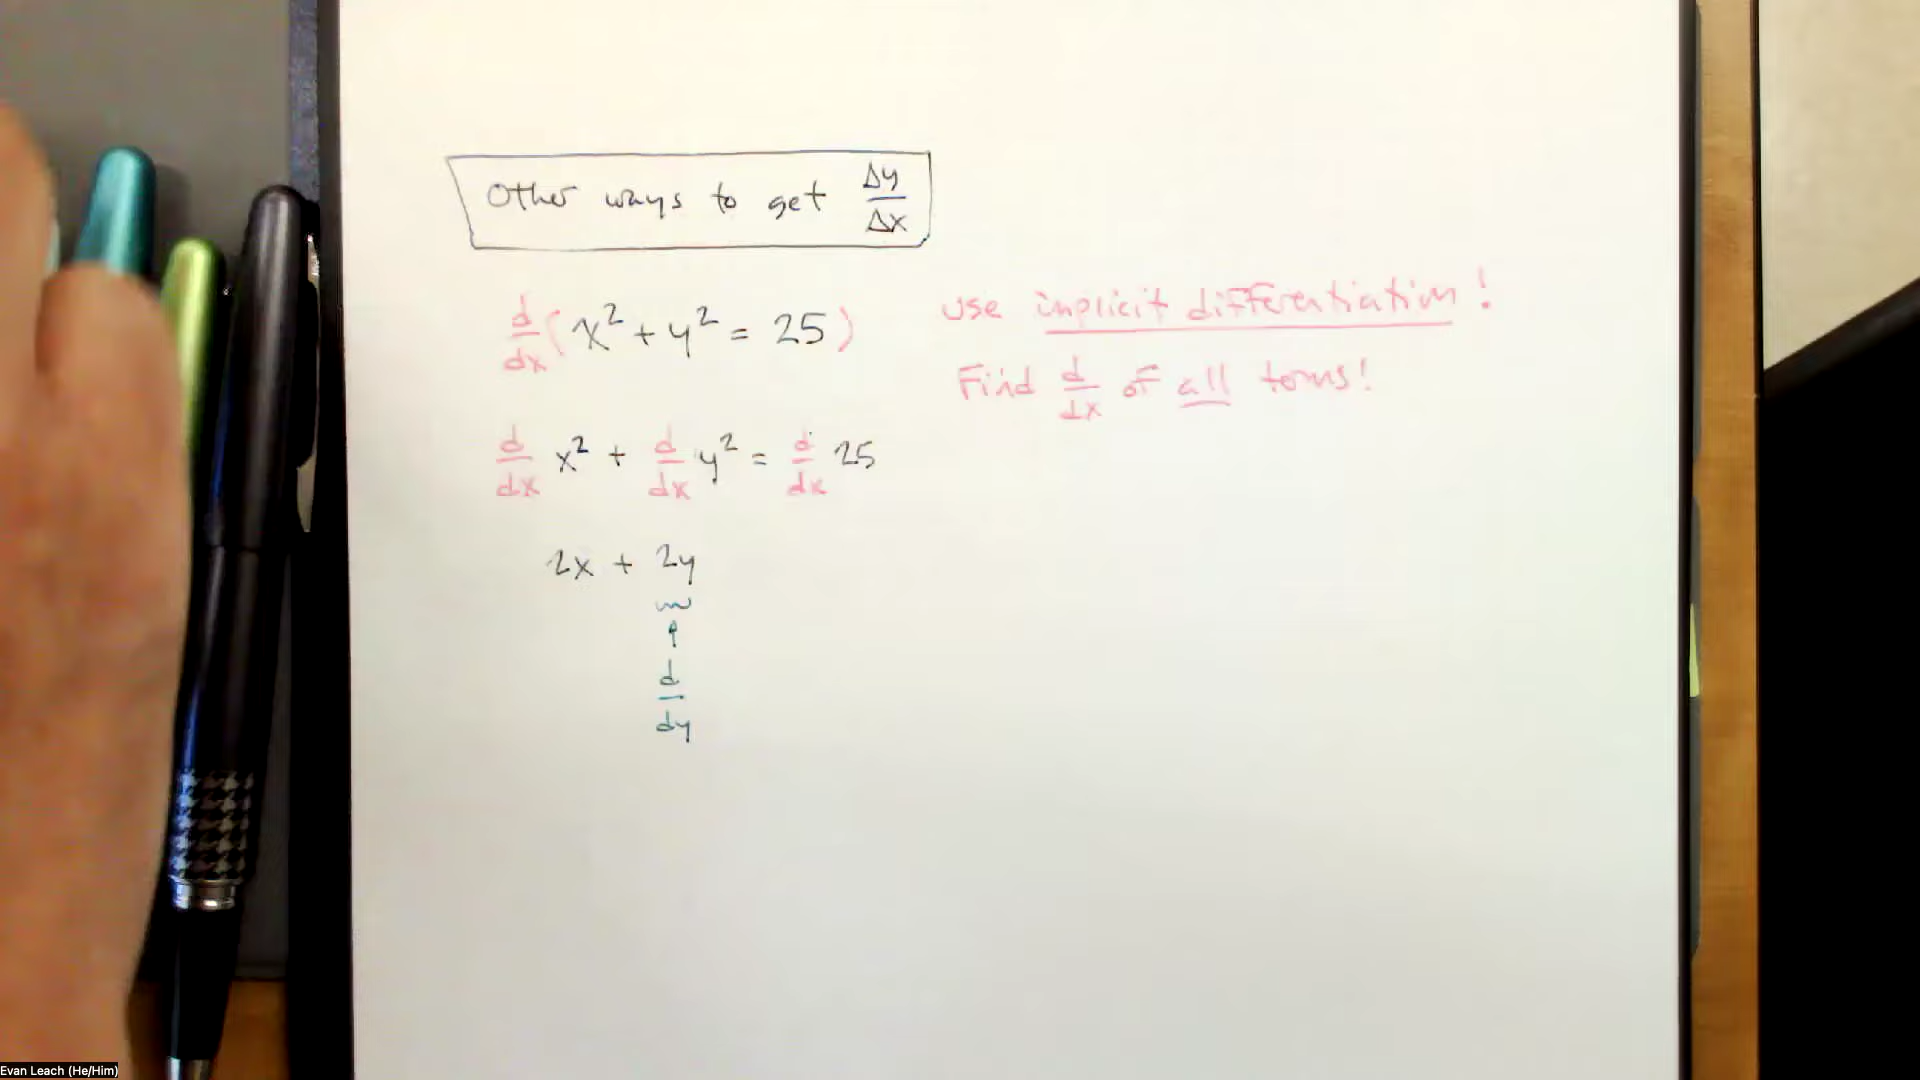 Other ways to get Δy/Δx
d/dx ( x² + y² = 25 )
use implicit differentiation!
Find d/dx of all terms!
d/dx x² + d/dx y² = d/dx 25
2x + 2y
d/dy
Evan Leach (He/Him)